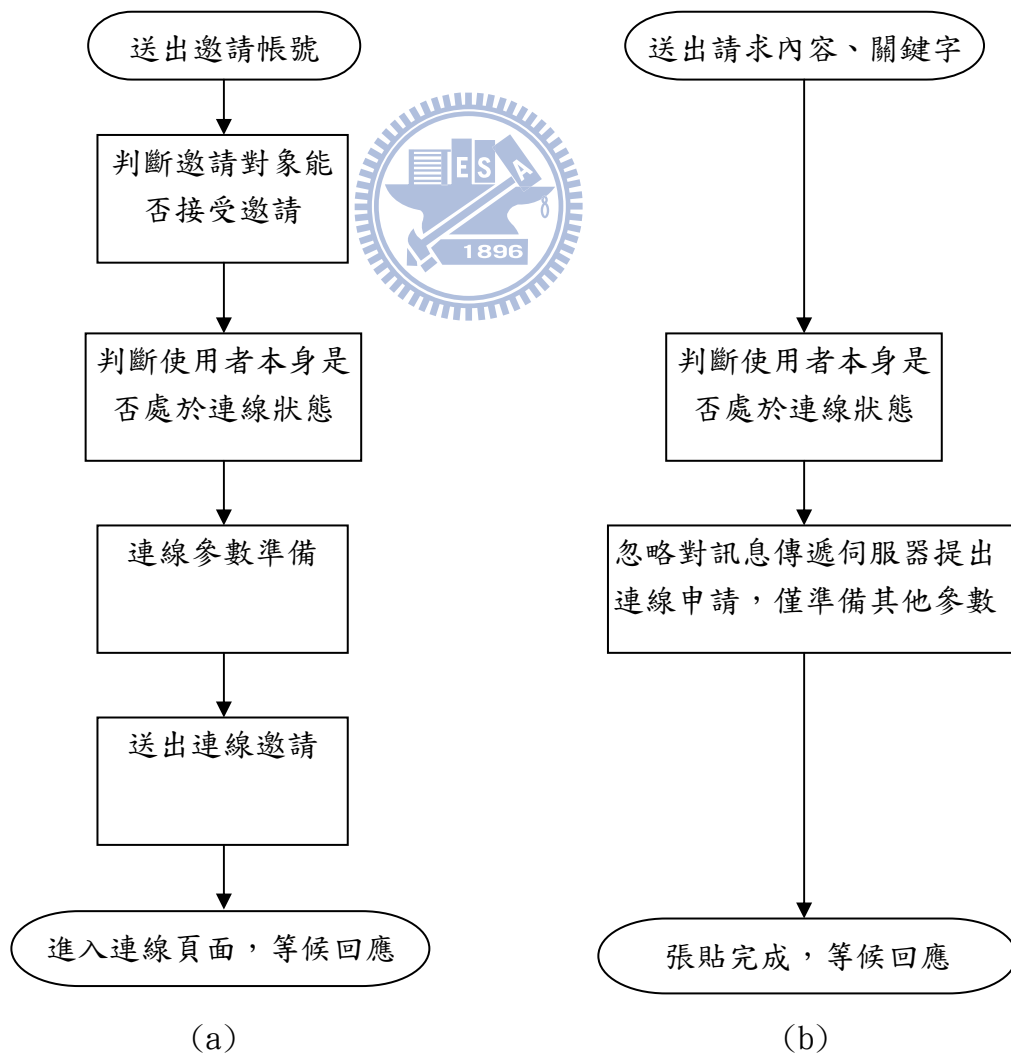 送出邀請帳號
判斷邀請對象能
否接受邀請
判斷使用者本身是
否處於連線狀態
連線參數準備
送出連線邀請
進入連線頁面，等候回應
(a)
送出請求內容、關鍵字
判斷使用者本身是
否處於連線狀態
忽略對訊息傳遞伺服器提出
連線申請，僅準備其他參數
張貼完成，等候回應
(b)
E S A
1896